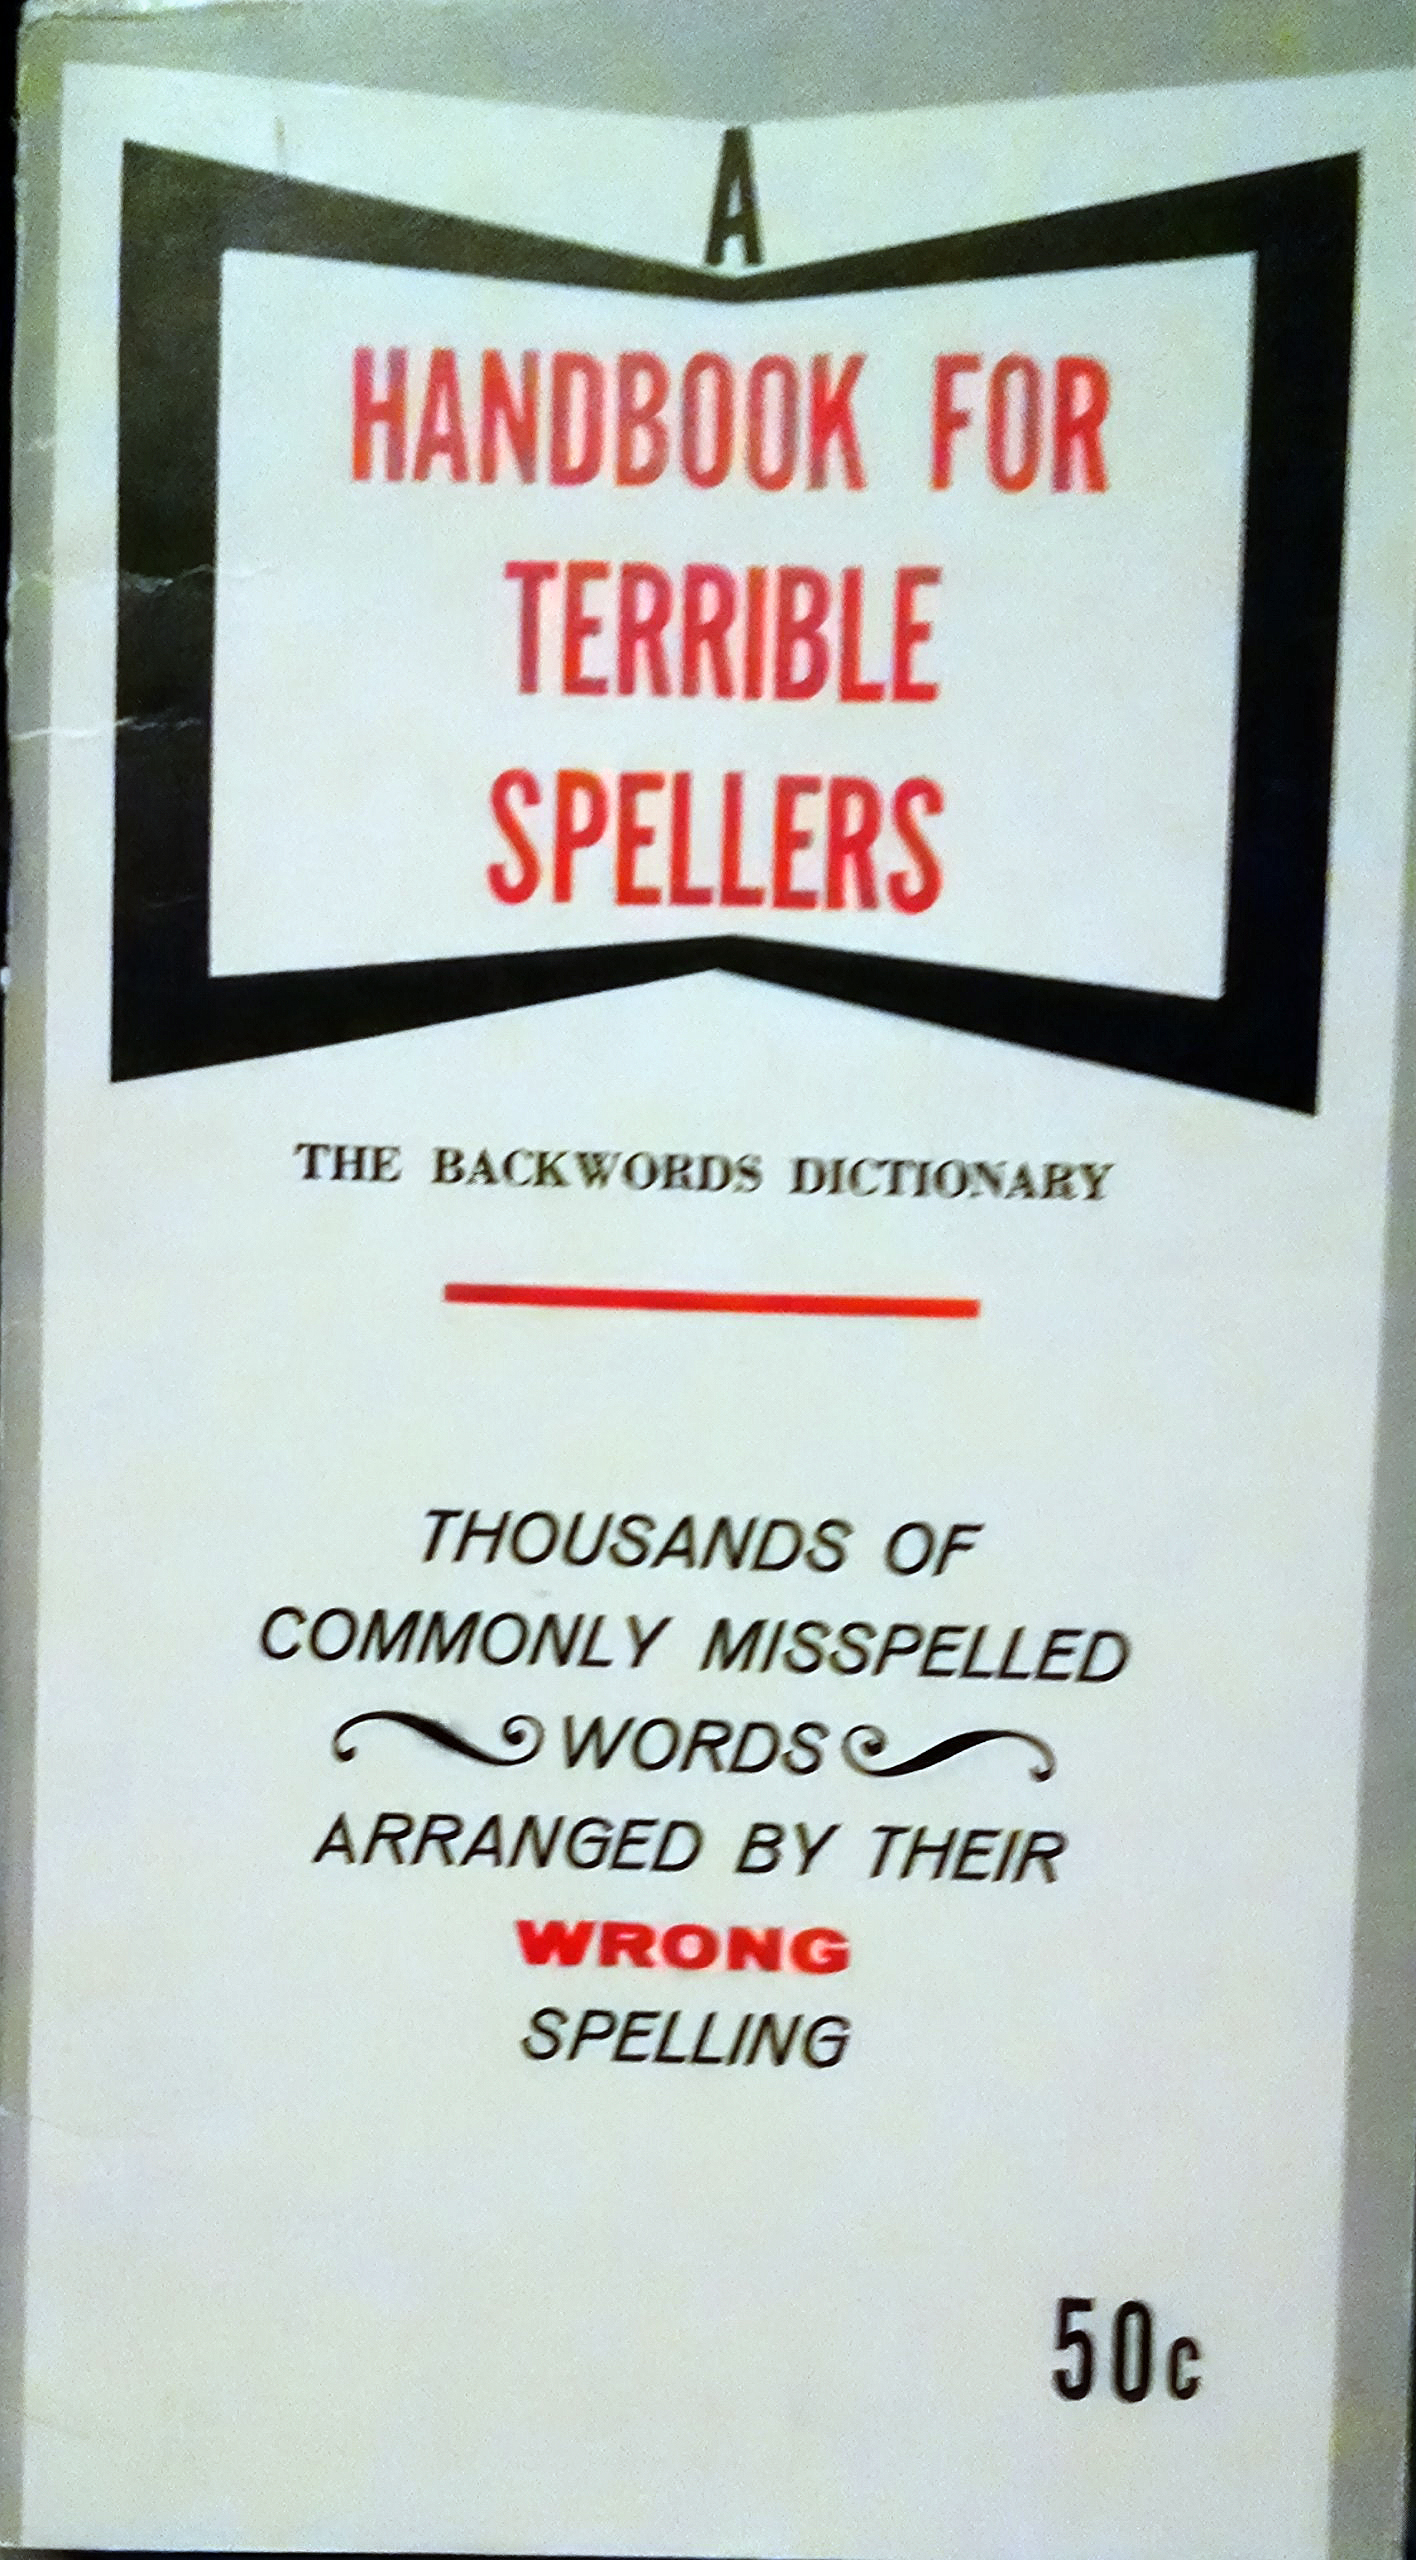 A
HANDBOOK FOR
TERRIBLE
SPELLERS
THE BACKWORDS DICTIONARY
THOUSANDS OF
COMMONLY MISSPELLED
WORDS
ARRANGED BY THEIR
WRONG
SPELLING
50c